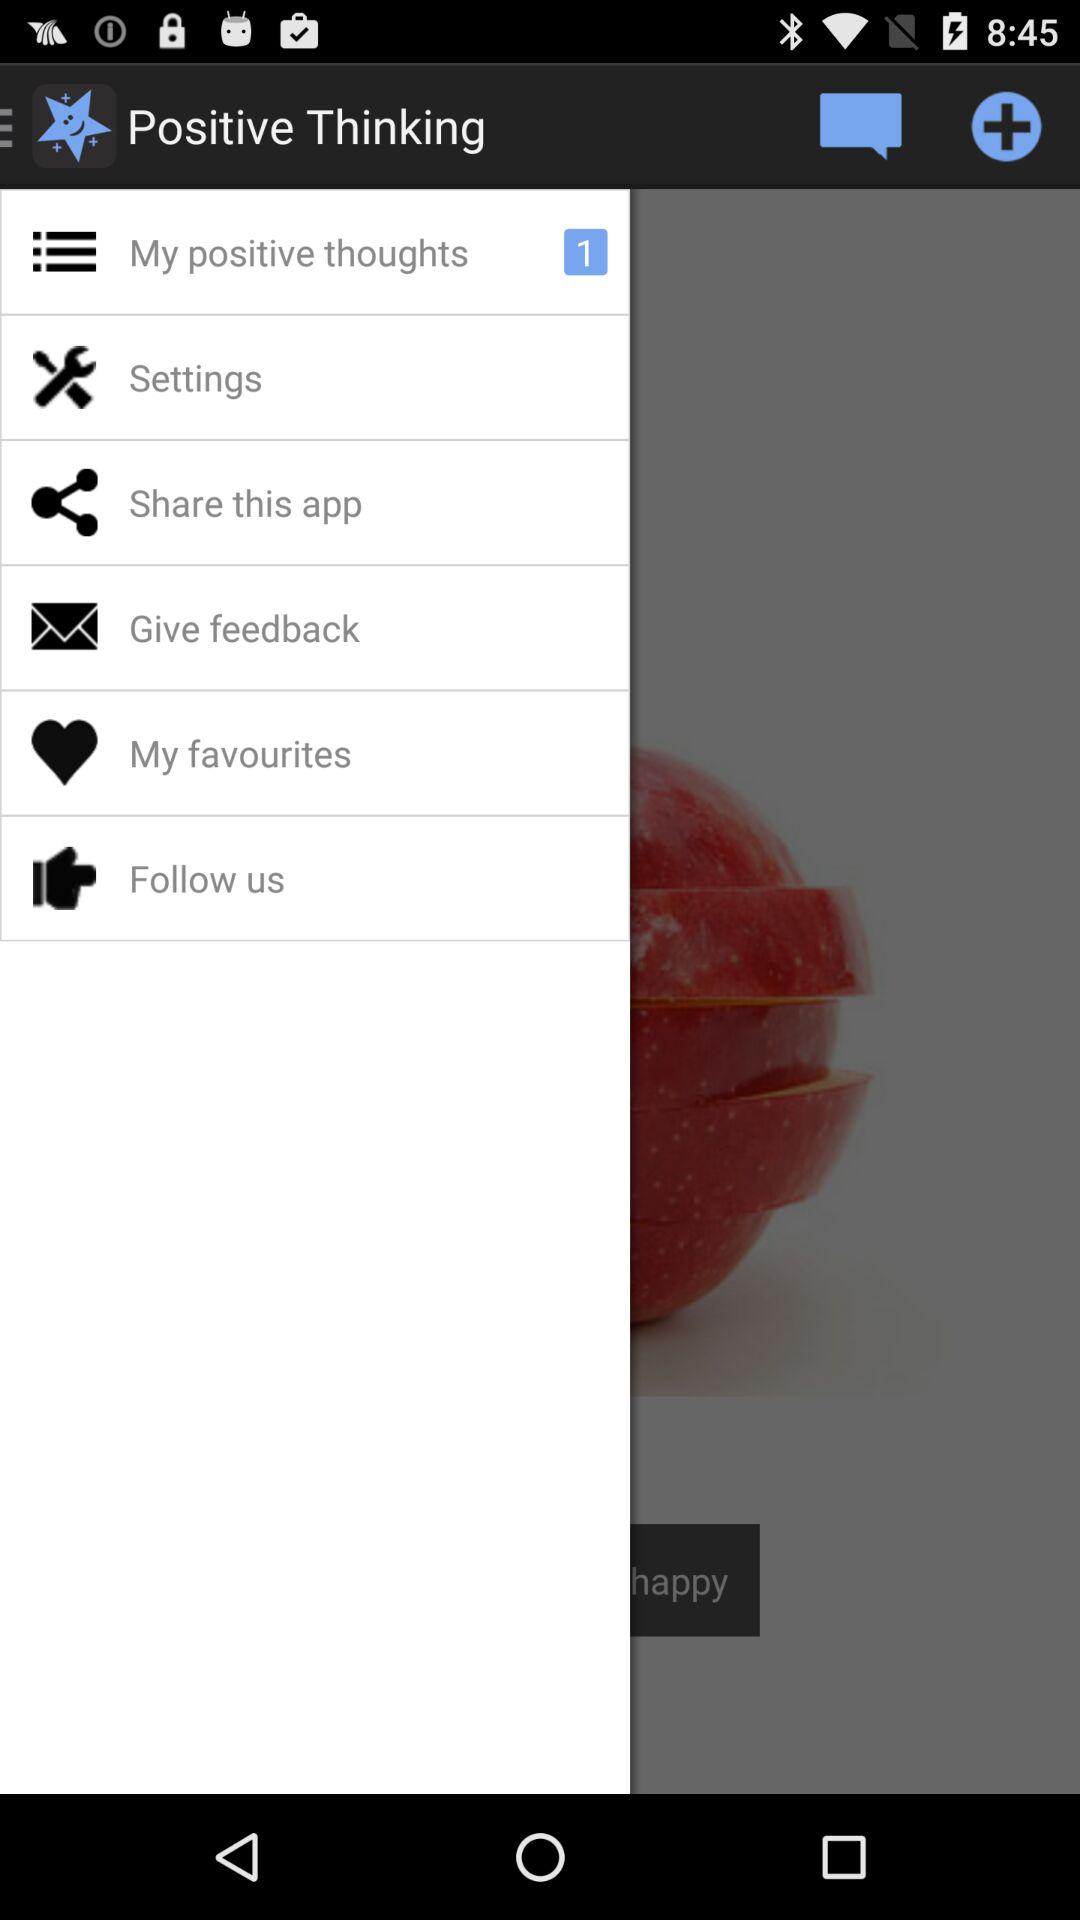 8:45
Positive Thinking
My positive thoughts 1
Settings
Share this app
Give feedback
My favourites
Follow us
happy